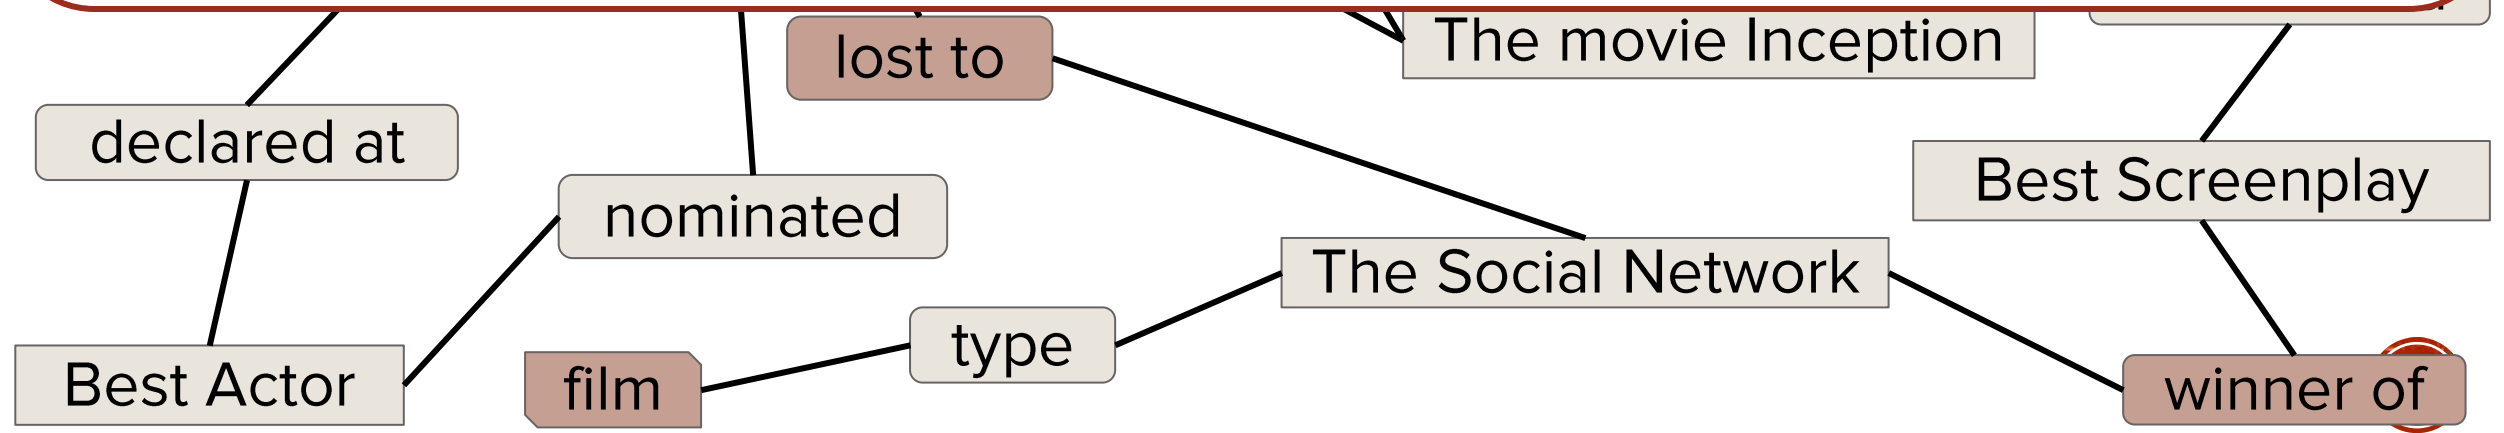 lost to
The movie Inception
declared at
Best Screenplay
nominated
The Social Network
type
Best Actor
film
winner of